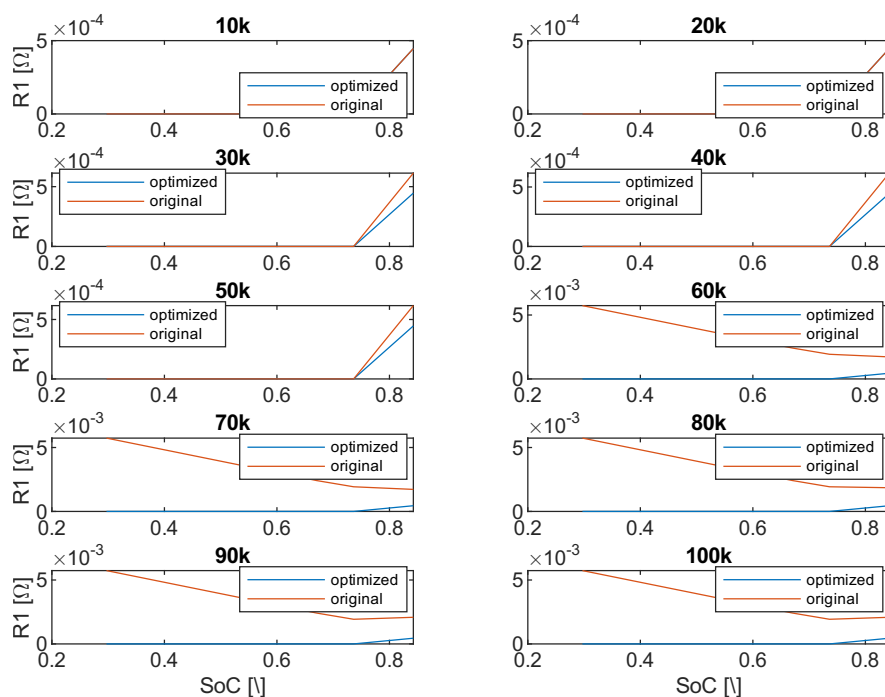 ×10-4 10k
5
R1 [Ω]
optimized
original
0
0.2 0.4 0.6 0.8
×10-4 20k
5
optimized
original
0
0.2 0.4 0.6 0.8
×10-4 30k
5
R1 [Ω]
optimized
original
0
0.2 0.4 0.6 0.8
×10-4 40k
5
optimized
original
0
0.2 0.4 0.6 0.8
×10-4 50k
5
R1 [Ω]
optimized
original
0
0.2 0.4 0.6 0.8
×10-3 60k
5
optimized
original
0
0.2 0.4 0.6 0.8
×10-3 70k
5
R1 [Ω]
optimized
original
0
0.2 0.4 0.6 0.8
×10-3 80k
5
optimized
original
0
0.2 0.4 0.6 0.8
×10-3 90k
5
R1 [Ω]
optimized
original
0
0.2 0.4 0.6 0.8
SoC [\]
×10-3 100k
5
optimized
original
0
0.2 0.4 0.6 0.8
SoC [\]